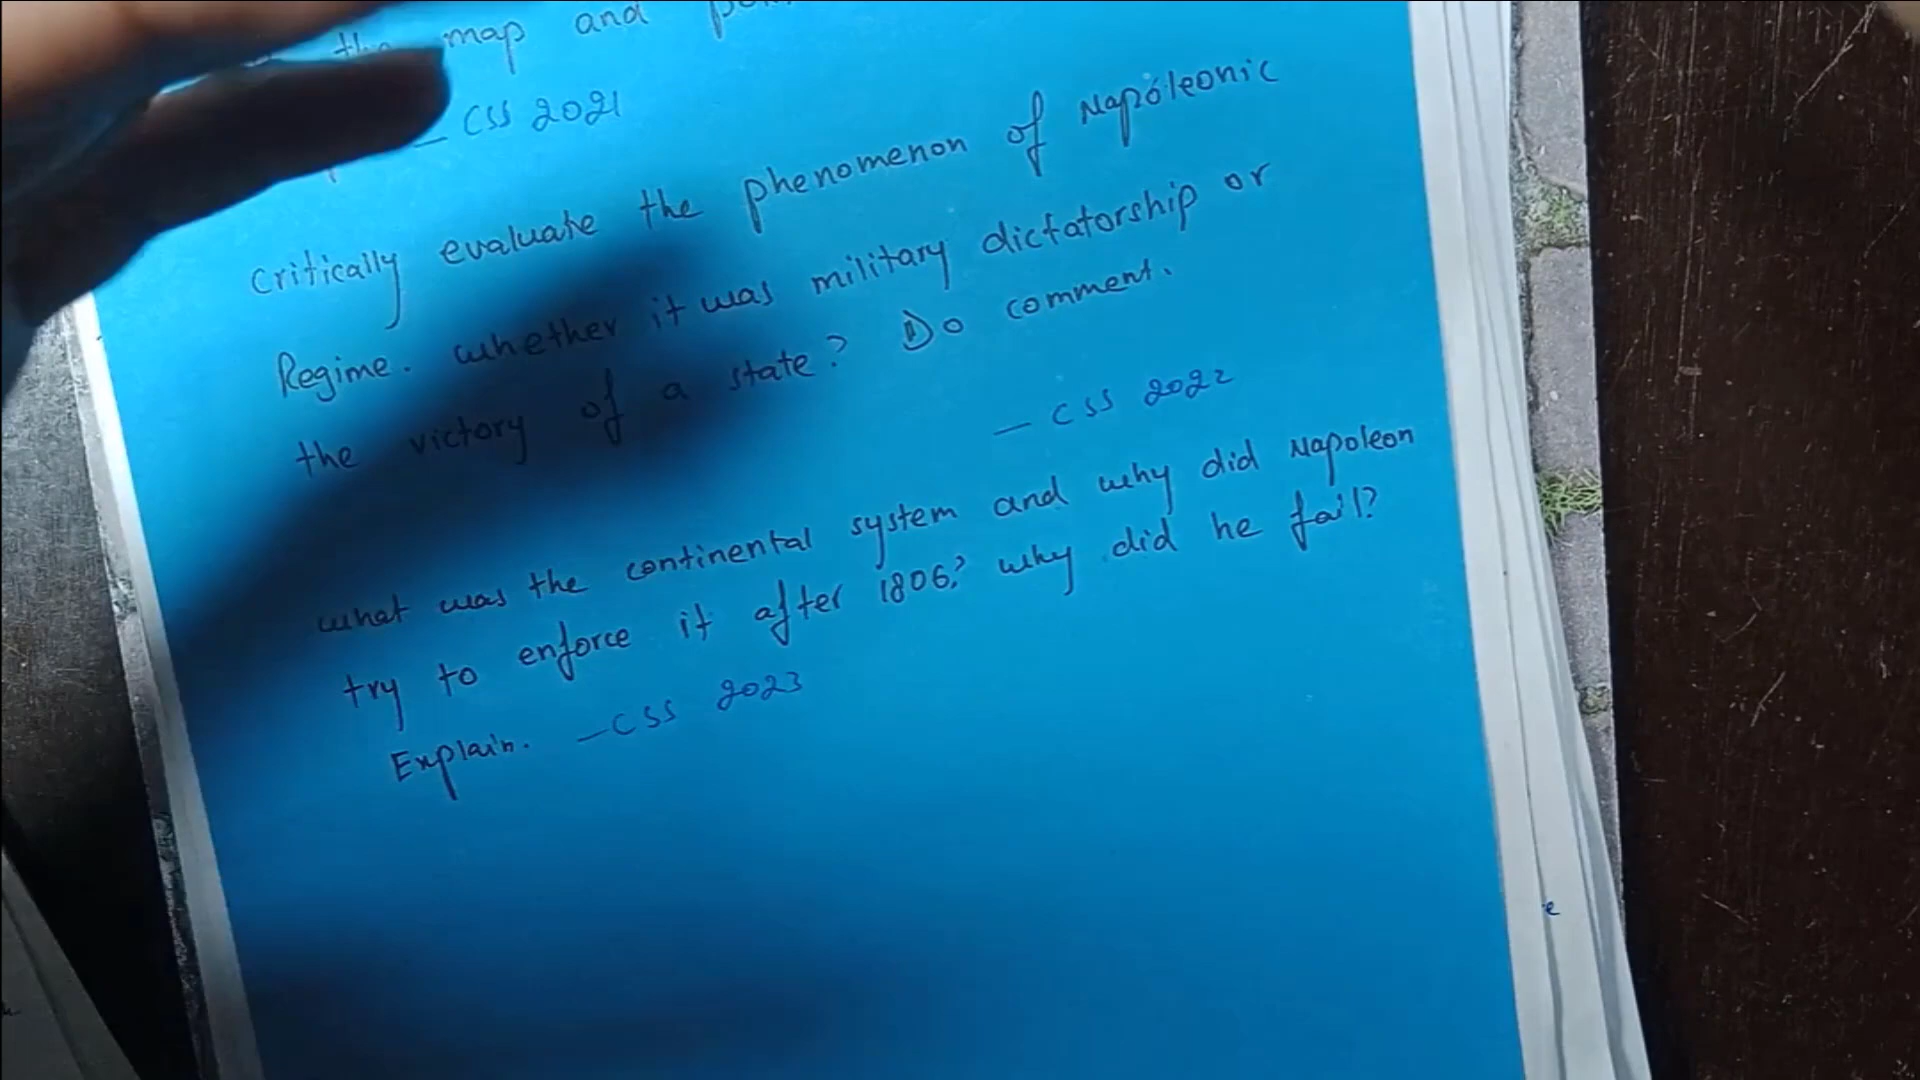 the map and
— CSS 2021
Critically evaluate the phenomenon of Napoleonic
Regime. Whether it was military dictatorship or
the victory of a state? Do comment.
— CSS 2022
What was the continental system and why did Napoleon
try to enforce it after 1806? why did he fail?
Explain. — CSS 2023
e